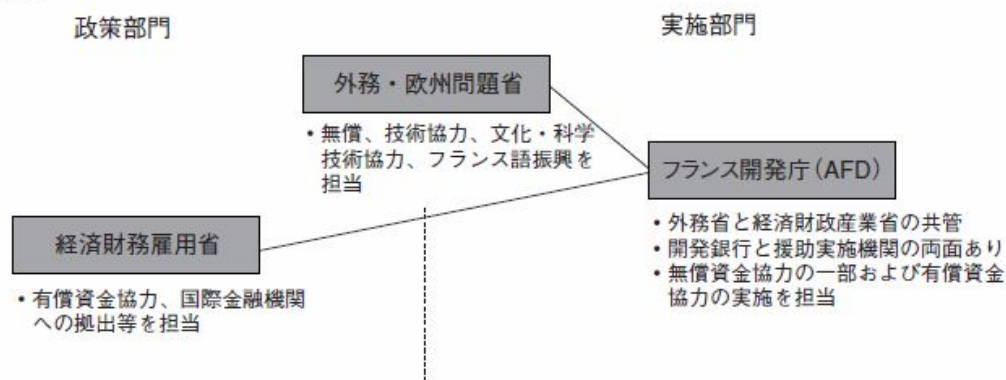 政策部門
実施部門
外務・欧州問題省
・無償、技術協力、文化・科学
技術協力、フランス語振興を
担当
フランス開発庁(AFD)
・外務省と経済財政産業省の共管
・開発銀行と援助実施機関の両面あり
・無償資金協力の一部および有償資金
協力の実施を担当
経済財務雇用省
・有償資金協力、国際金融機関
への拠出等を担当